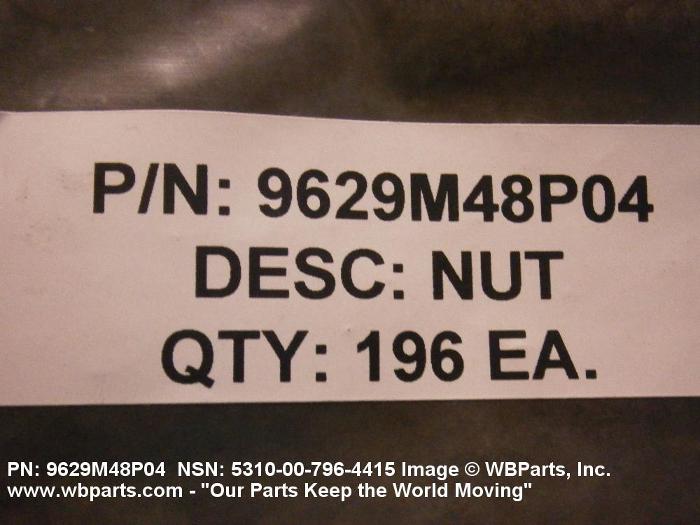 P/N: 9629M48P04
DESC: NUT
QTY: 196 EA.
PN: 9629M48P04 NSN: 5310-00-796-4415 Image © WBParts, Inc.
www.wbparts.com - "Our Parts Keep the World Moving"